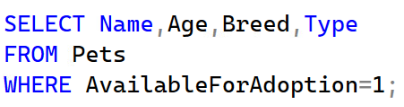 SELECT Name,Age,Breed,Type
FROM Pets
WHERE AvailableForAdoption=1;